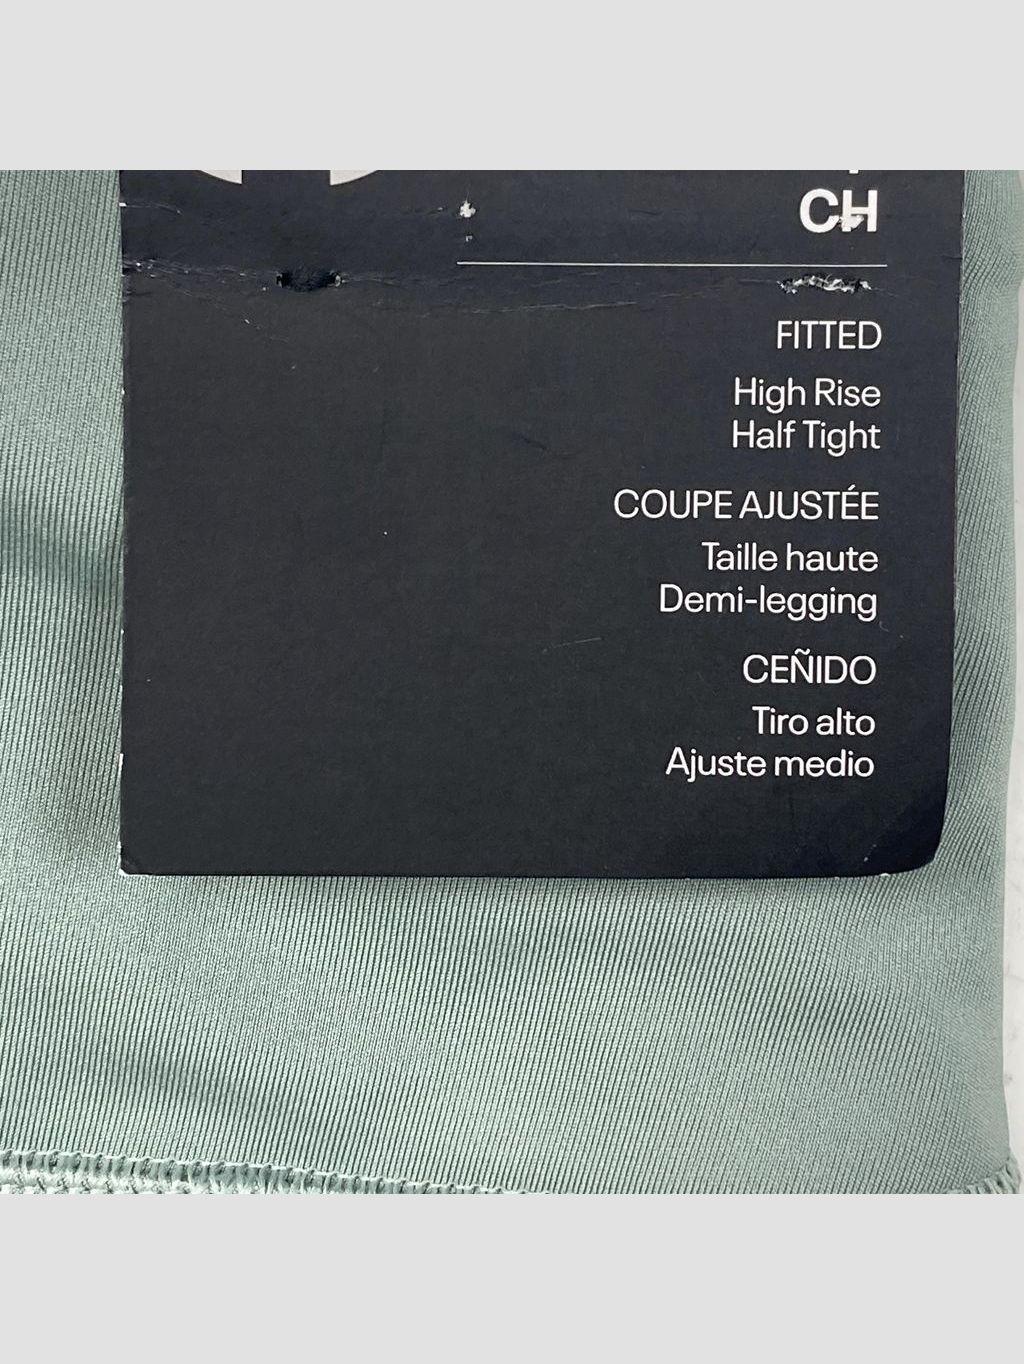 CH
FITTED
High Rise
Half Tight
COUPE AJUSTÉE
Taille haute
Demi-legging
CEÑIDO
Tiro alto
Ajuste medio